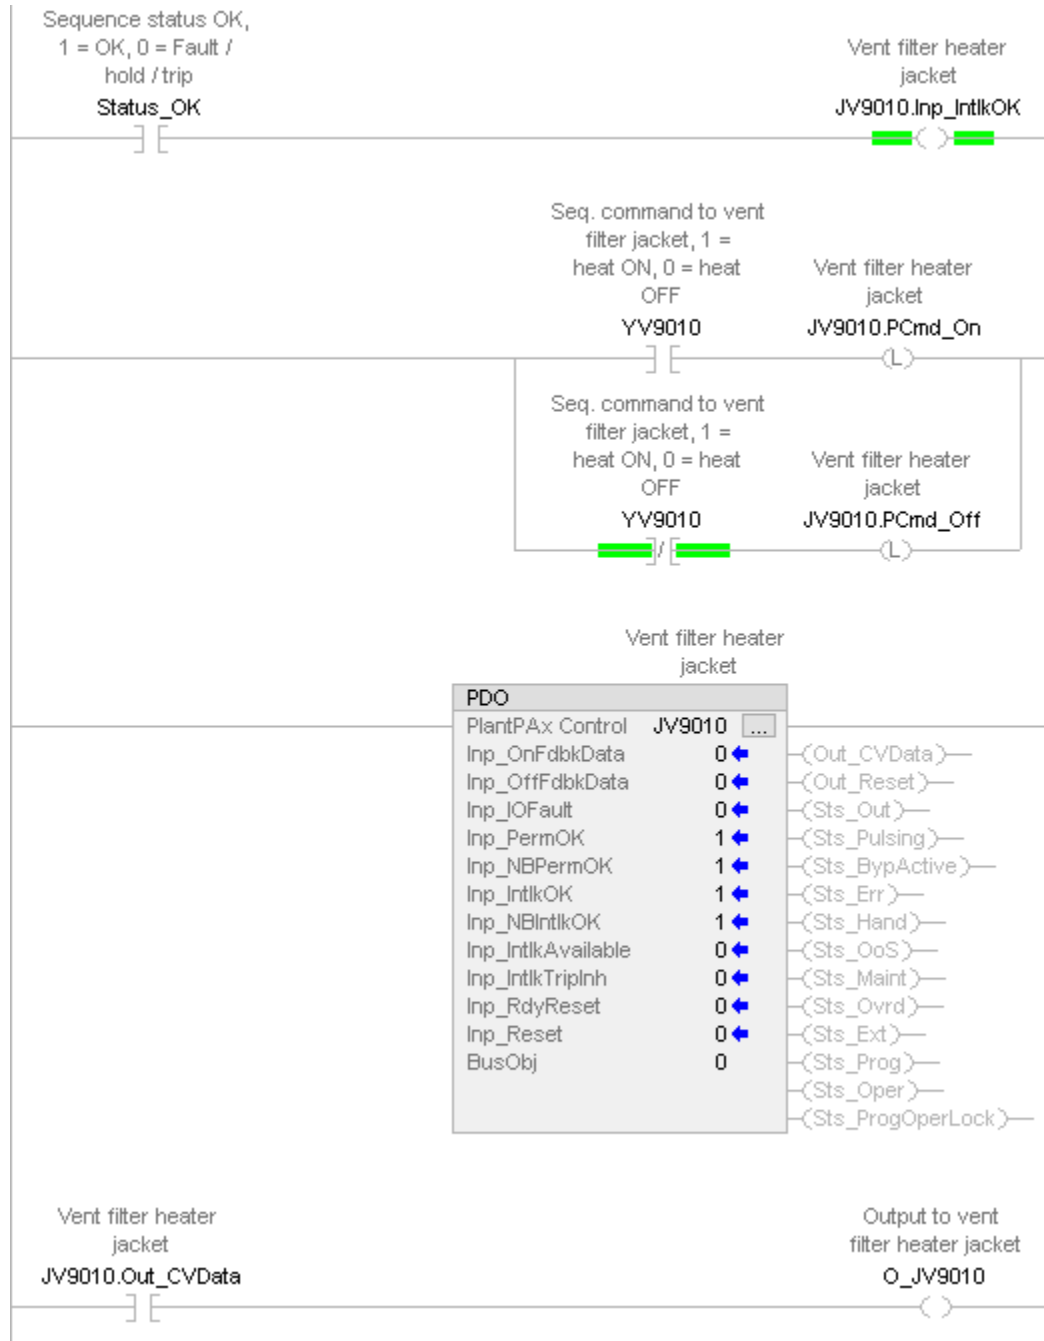 Sequence status OK,
1 = OK, 0 = Fault /
hold / trip
Status_OK
Vent filter heater
jacket
JV9010.Inp_IntlkOK
Seq. command to vent
filter jacket, 1 =
heat ON, 0 = heat
OFF
YV9010
Vent filter heater
jacket
JV9010.PCmd_On
L
Seq. command to vent
filter jacket, 1 =
heat ON, 0 = heat
OFF
YV9010
Vent filter heater
jacket
JV9010.PCmd_Off
L
Vent filter heater
jacket
PDO
PlantPAx Control JV9010 ...
Inp_OnFdbkData 0 Out_CVData
Inp_OffFdbkData 0 Out_Reset
Inp_IOFault 0 Sts_Out
Inp_PermOK 1 Sts_Pulsing
Inp_NBPermOK 1 Sts_BypActive
Inp_IntlkOK 1 Sts_Err
Inp_NBIntlkOK 1 Sts_Hand
Inp_IntlkAvailable 0 Sts_OoS
Inp_IntlkTripInh 0 Sts_Maint
Inp_RdyReset 0 Sts_Ovrd
Inp_Reset 0 Sts_Ext
BusObj 0 Sts_Prog
Sts_Oper
Sts_ProgOperLock
Vent filter heater
jacket
JV9010.Out_CVData
Output to vent
filter heater jacket
O_JV9010